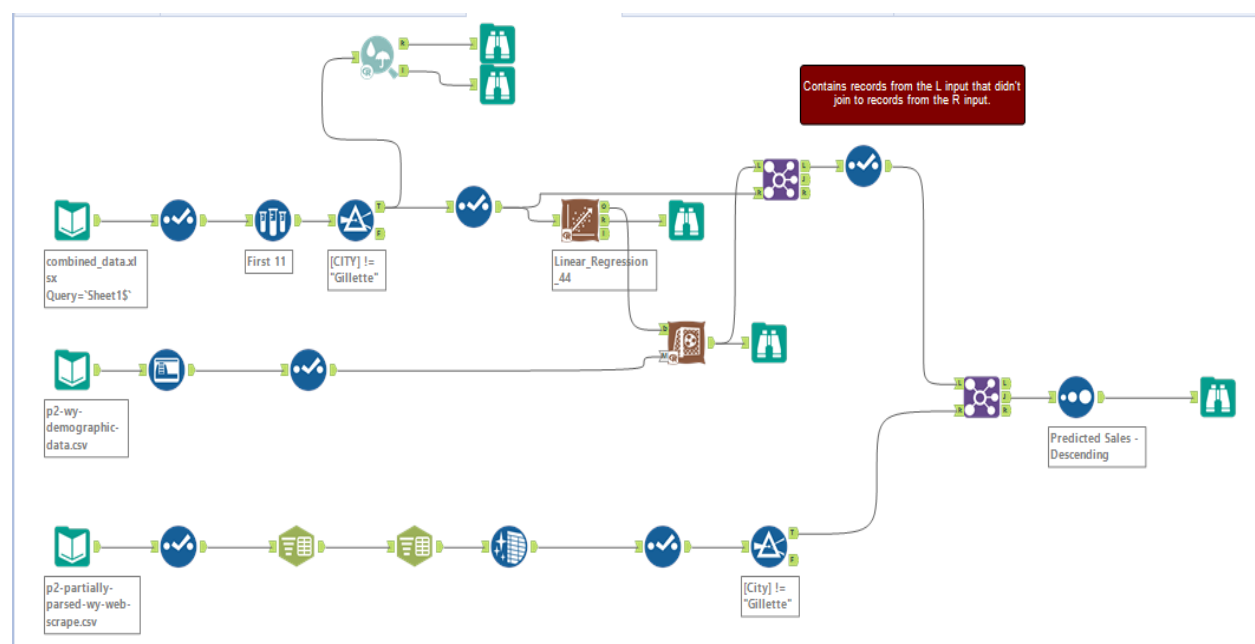 Contains records from the L input that didn't
join to records from the R input.
R
I
L
R
L
J
R
T
F
O
R
I
combined_data.xl
sx
Query=`Sheet1$`
First 11
[CITY] !=
"Gillette"
Linear_Regression
_44
D
M
p2-wy-
demographic-
data.csv
L
R
L
J
R
Predicted Sales -
Descending
T
F
p2-partially-
parsed-wy-web-
scrape.csv
[City] !=
"Gillette"